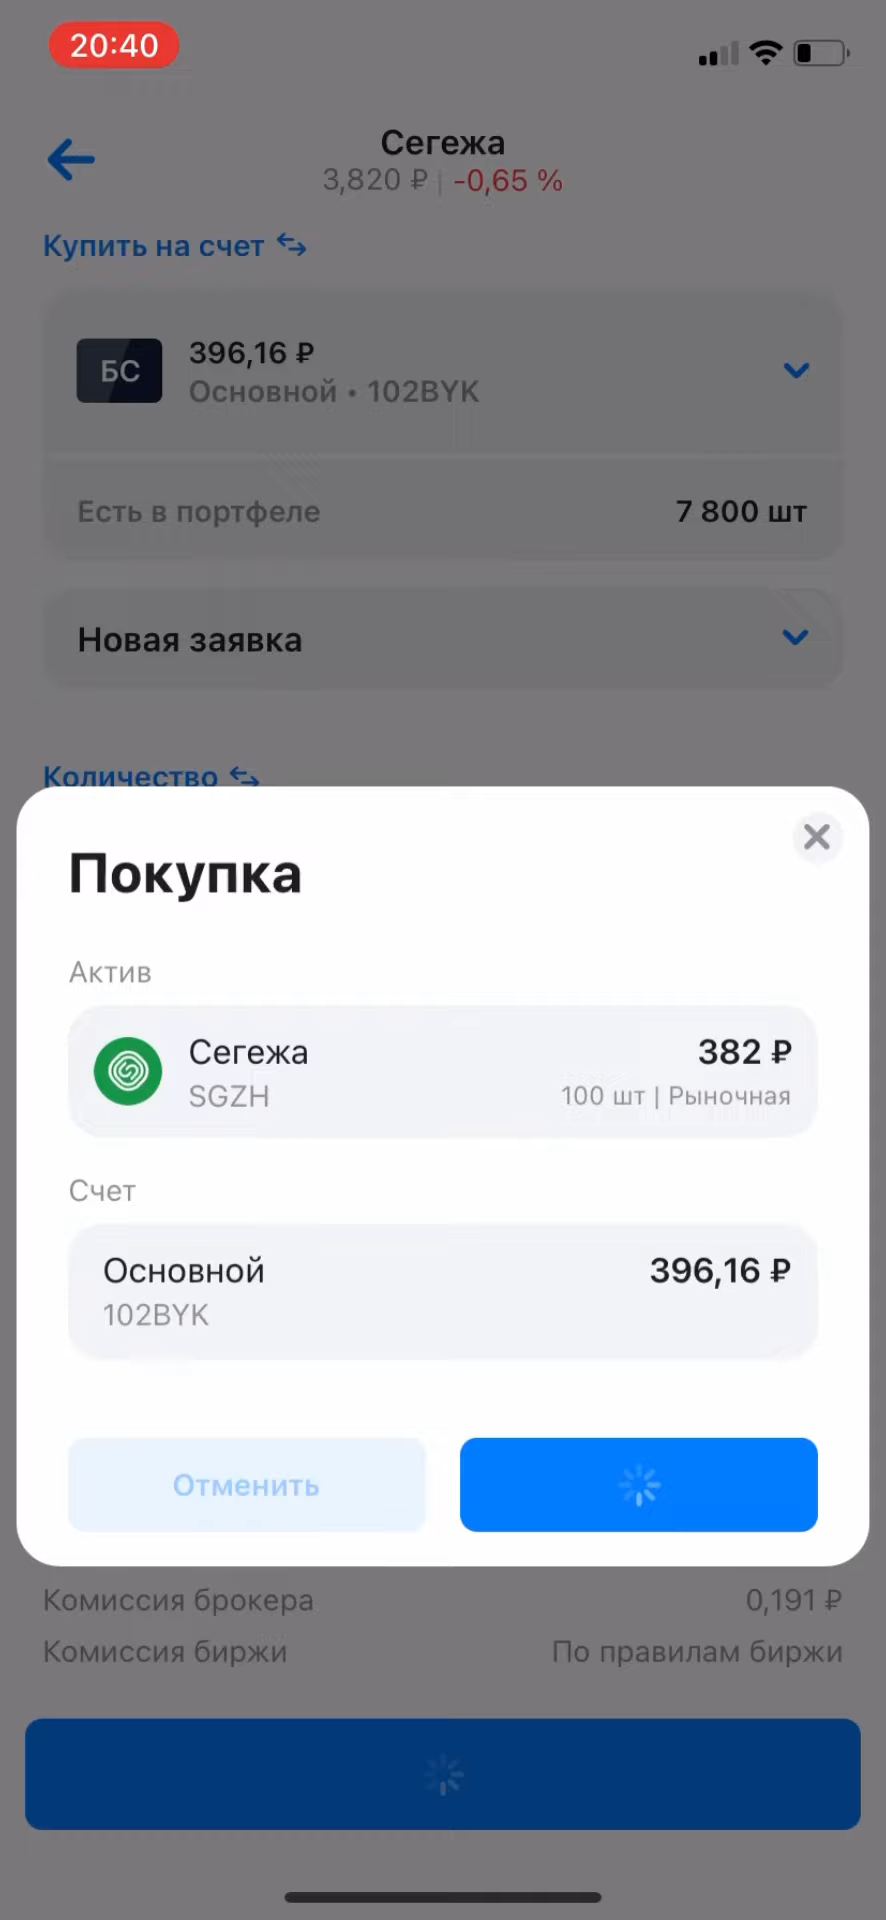 20:40
Сегежа
3,820 ₽ | -0,65 %
Купить на счет
БС
396,16 ₽
Основной • 102BYK
Есть в портфеле
7 800 шт
Новая заявка
Количество
Покупка
Актив
Сегежа
382 ₽
SGZH
100 шт | Рыночная
Счет
Основной
396,16 ₽
102BYK
Отменить
Комиссия брокера
0,191 ₽
Комиссия биржи
По правилам биржи